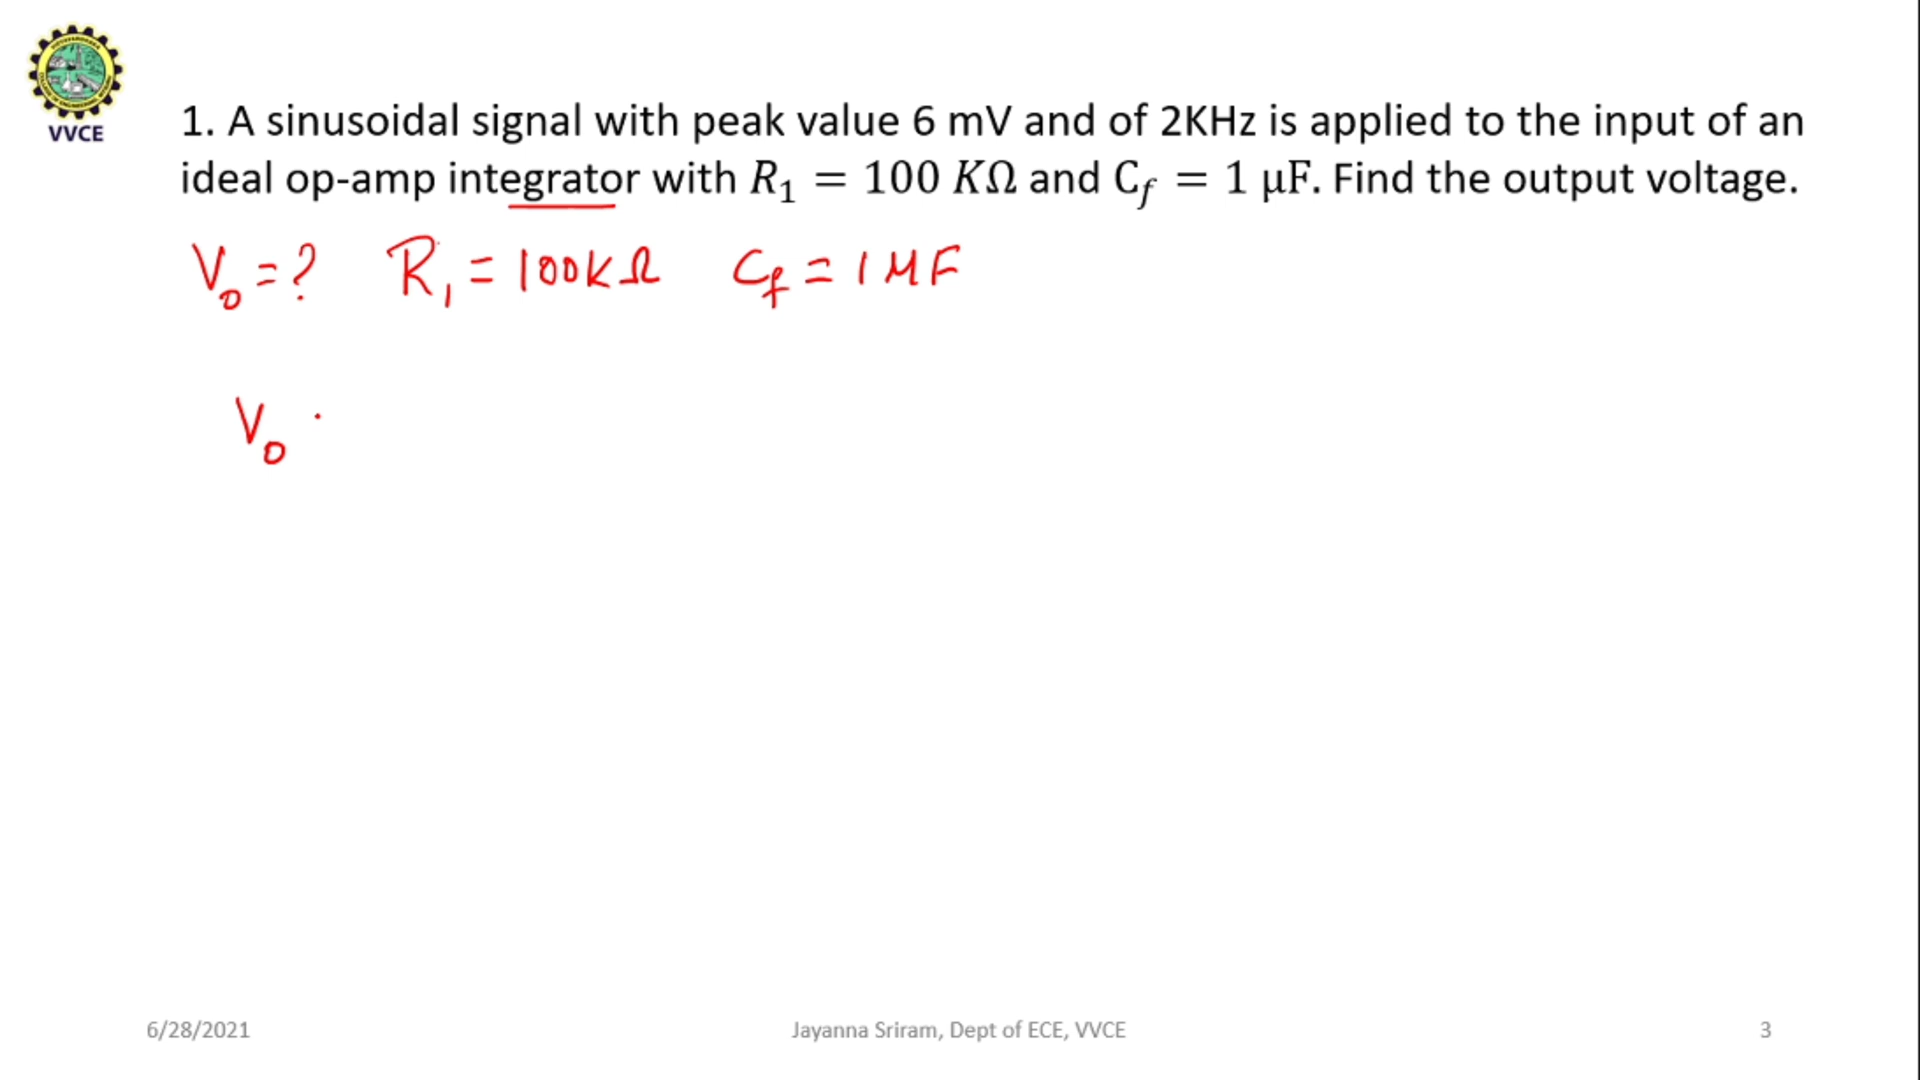 VVCE
1. A sinusoidal signal with peak value 6 mV and of 2KHz is applied to the input of an
ideal op-amp integrator with R₁ = 100 KΩ and C_f = 1 μF. Find the output voltage.
V₀ = ? R₁ = 100KΩ C_f = 1 μF
V₀
6/28/2021 Jayanna Sriram, Dept of ECE, VVCE 3